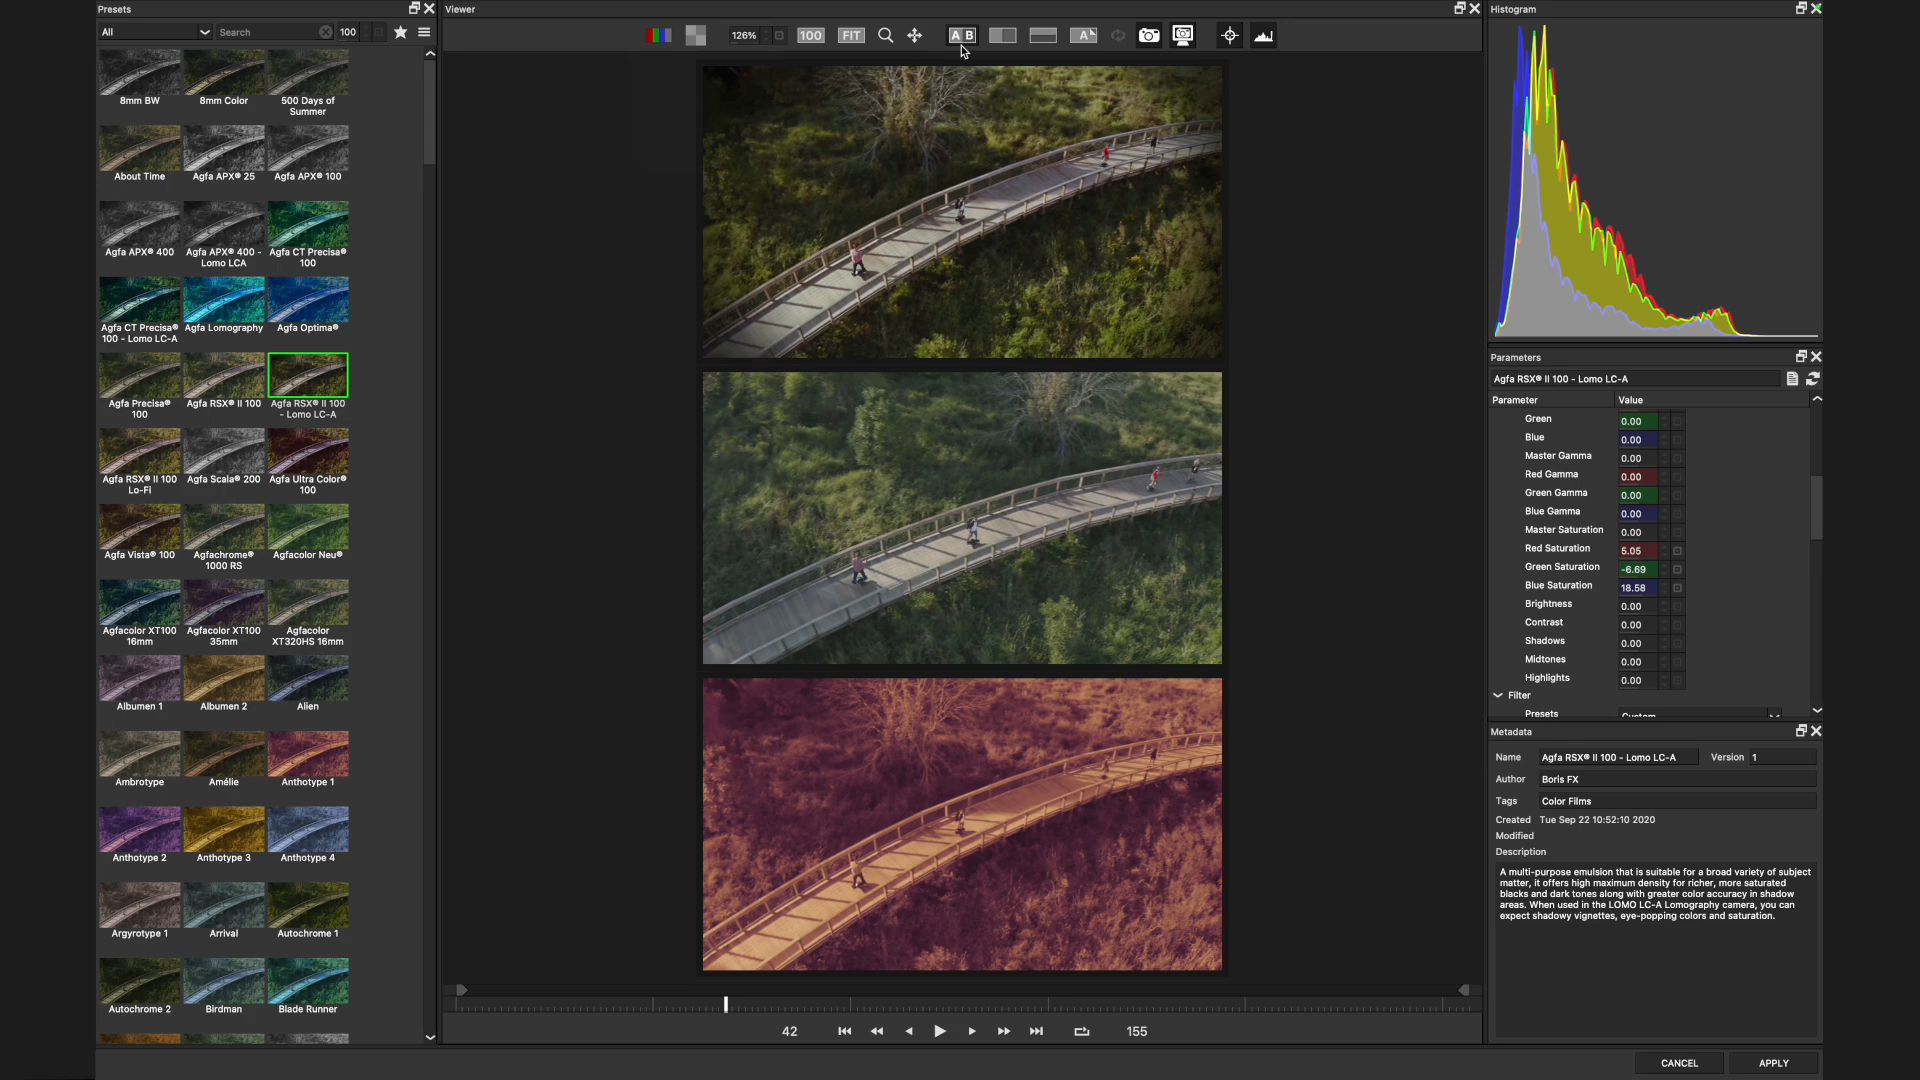 Presets
Viewer
Histogram
All
Search
100
126%
100
FIT
A B
A
8mm BW
8mm Color
500 Days of
Summer
About Time
Agfa APX® 25
Agfa APX® 100
Agfa APX® 400
Agfa APX® 400 -
Lomo LCA
Agfa CT Precisa®
100
Agfa CT Precisa®
100 - Lomo LC-A
Agfa Lomography
Agfa Optima®
Agfa Precisa®
100
Agfa RSX® II 100
Agfa RSX® II 100
- Lomo LC-A
Agfa RSX® II 100
Lo-Fi
Agfa Scala® 200
Agfa Ultra Color®
100
Agfa Vista® 100
Agfachrome®
1000 RS
Agfacolor Neu®
Agfacolor XT100
16mm
Agfacolor XT100
35mm
Agfacolor
XT320HS 16mm
Albumen 1
Albumen 2
Alien
Ambrotype
Amélie
Anthotype 1
Anthotype 2
Anthotype 3
Anthotype 4
Argyrotype 1
Arrival
Autochrome 1
Autochrome 2
Birdman
Blade Runner
42
155
Parameters
Agfa RSX® II 100 - Lomo LC-A
Parameter
Value
Green
0.00
Blue
0.00
Master Gamma
0.00
Red Gamma
0.00
Green Gamma
0.00
Blue Gamma
0.00
Master Saturation
0.00
Red Saturation
5.05
Green Saturation
-6.69
Blue Saturation
18.58
Brightness
0.00
Contrast
0.00
Shadows
0.00
Midtones
0.00
Highlights
0.00
Filter
Presets
Custom
Metadata
Name
Agfa RSX® II 100 - Lomo LC-A
Version
1
Author
Boris FX
Tags
Color Films
Created
Tue Sep 22 10:52:10 2020
Modified
Description
A multi-purpose emulsion that is suitable for a broad variety of subject
matter, it offers high maximum density for richer, more saturated
blacks and dark tones along with greater color accuracy in shadow
areas. When used in the LOMO LC-A Lomography camera, you can
expect shadowy vignettes, eye-popping colors and saturation.
CANCEL
APPLY